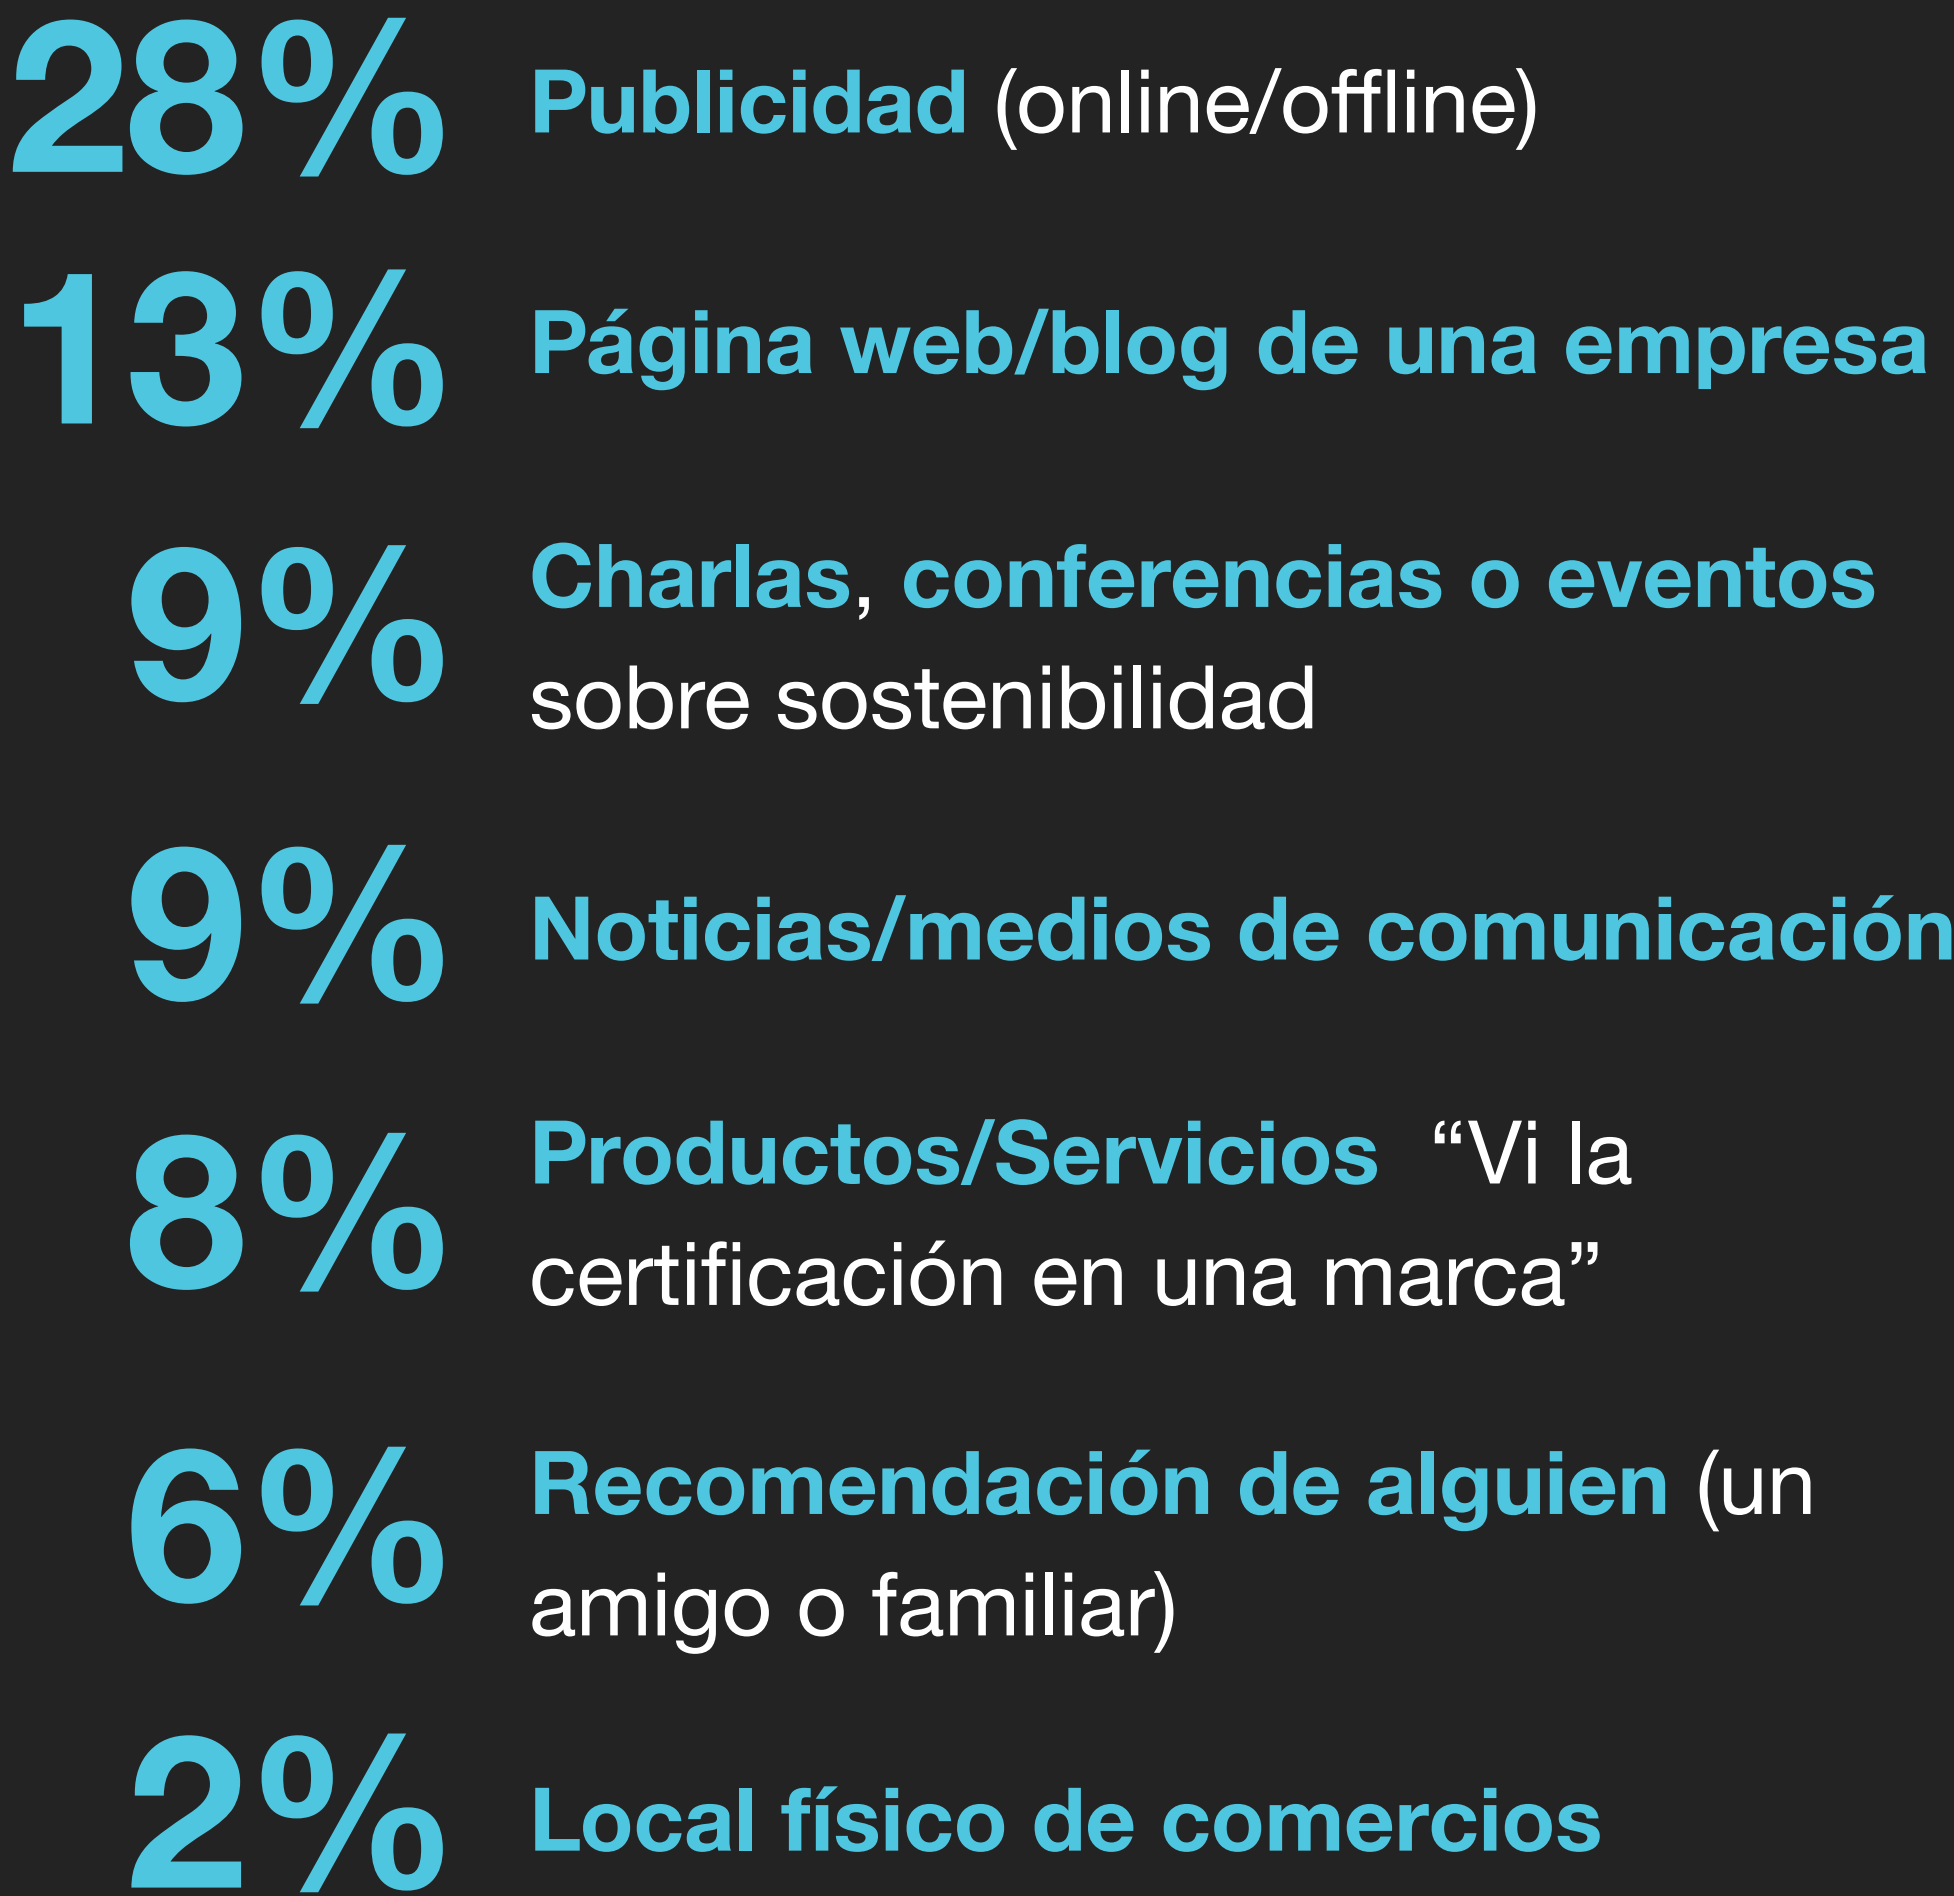 28% Publicidad (online/offline)
13% Página web/blog de una empresa
9% Charlas, conferencias o eventos
sobre sostenibilidad
9% Noticias/medios de comunicación
8% Productos/Servicios “Vi la
certificación en una marca”
6% Recomendación de alguien (un
amigo o familiar)
2% Local físico de comercios